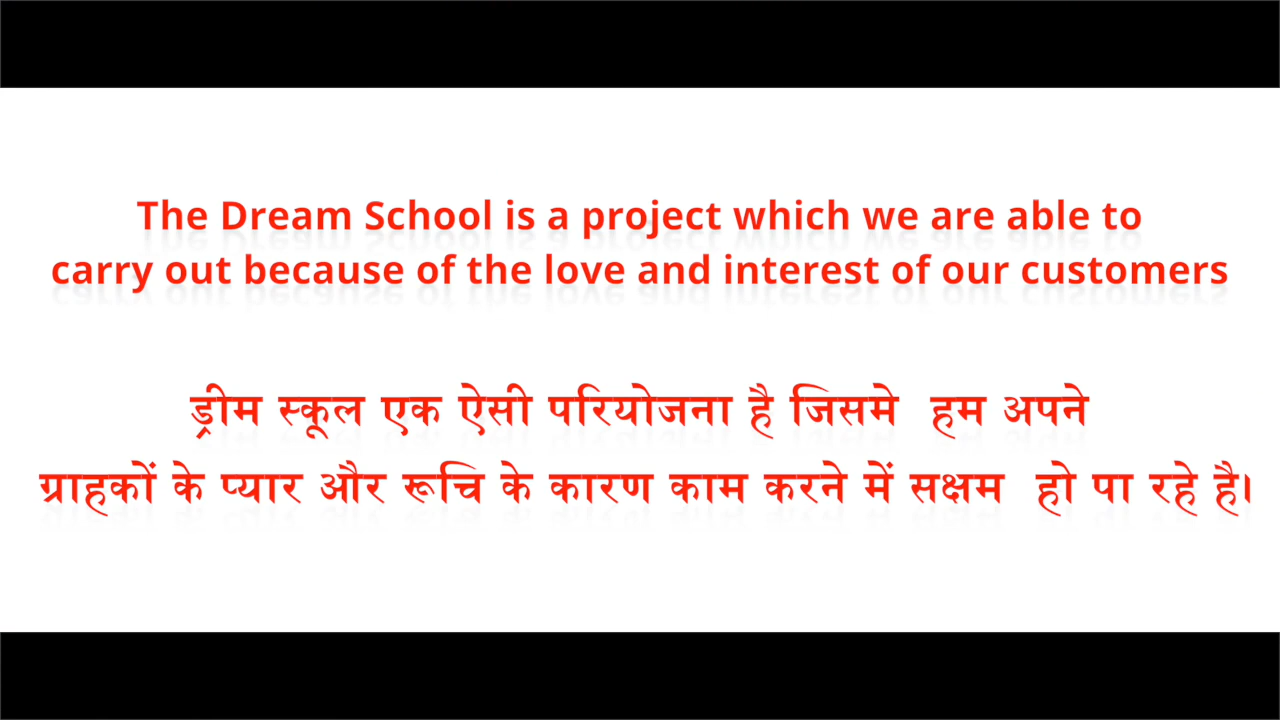 The Dream School is a project which we are able to
carry out because of the love and interest of our customers
ड्रीम स्कूल एक ऐसी परियोजना है जिसमे हम अपने
ग्राहकों के प्यार और रूचि के कारण काम करने में सक्षम हो पा रहे है।